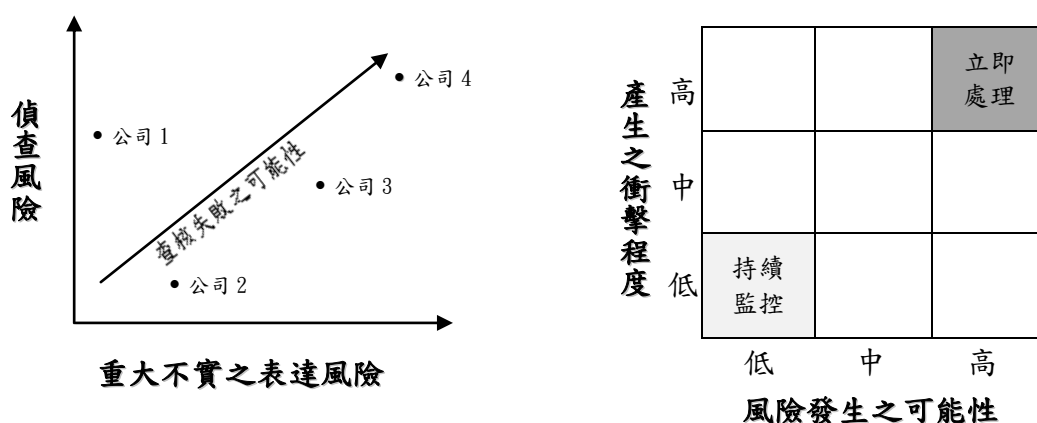 偵查風險
公司 1
公司 4
公司 3
公司 2
查核失敗之可能性
重大不實之表達風險
產生之衝擊程度
高
中
低
立即
處理
持續
監控
低
中
高
風險發生之可能性